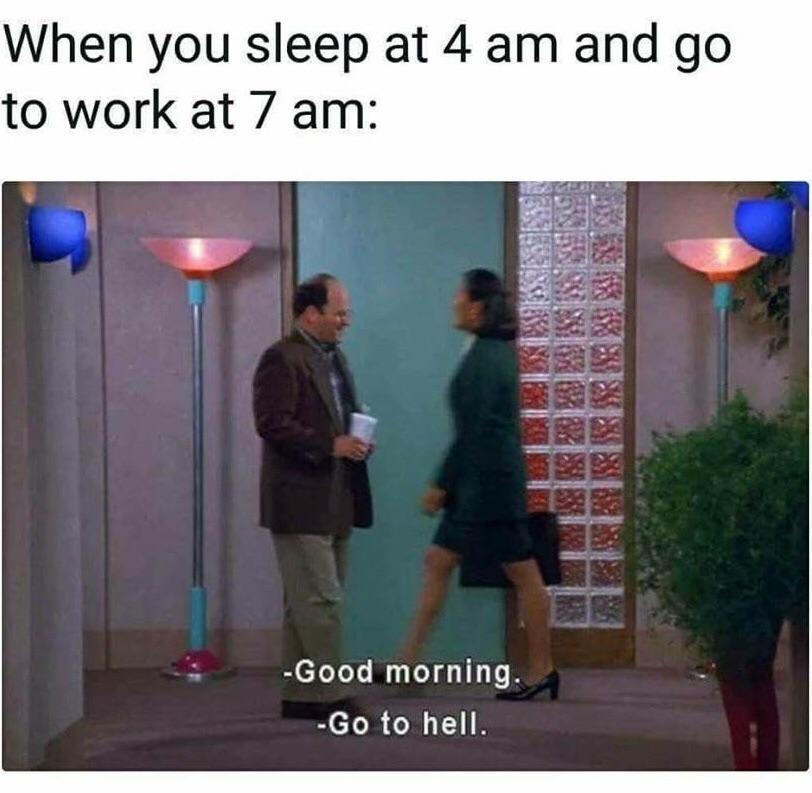 When you sleep at 4 am and go
to work at 7 am:
-Good morning.
-Go to hell.